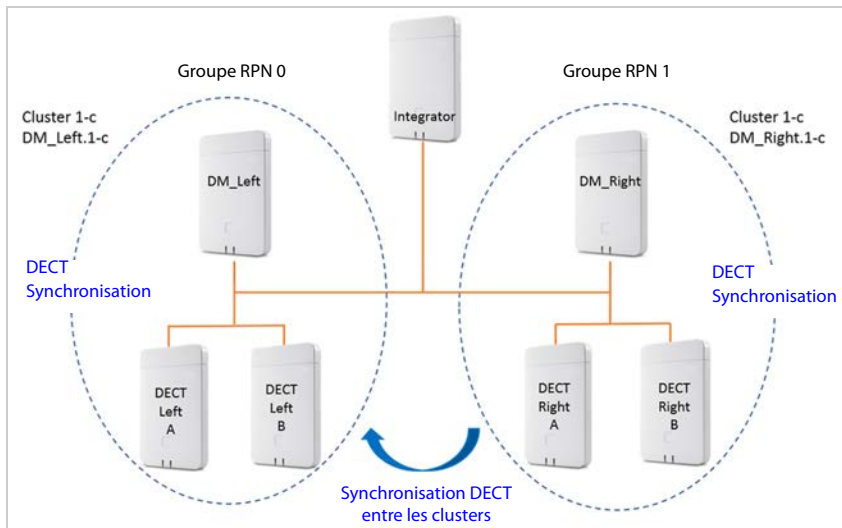 Groupe RPN 0
Groupe RPN 1
Integrator
Cluster 1-c
DM_Left.1-c
Cluster 1-c
DM_Right.1-c
DM_Left
DM_Right
DECT
Synchronisation
DECT
Synchronisation
DECT
Left
A
DECT
Left
B
DECT
Right
A
DECT
Right
B
Synchronisation DECT
entre les clusters